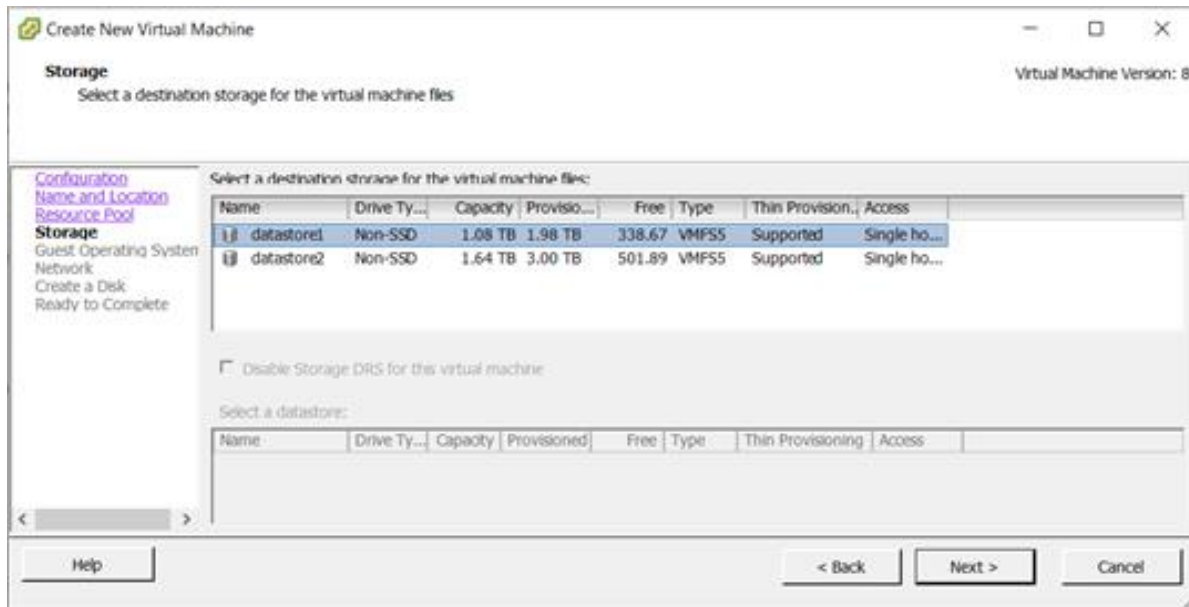 Create New Virtual Machine
Storage
Select a destination storage for the virtual machine files
Virtual Machine Version: 8
Configuration
Name and Location
Resource Pool
Storage
Guest Operating System
Network
Create a Disk
Ready to Complete
Select a destination storage for the virtual machine files:
Name Drive Ty... Capacity Provisio... Free Type Thin Provision.. Access
datastore1 Non-SSD 1.08 TB 1.98 TB 338.67 VMFS5 Supported Single ho...
datastore2 Non-SSD 1.64 TB 3.00 TB 501.89 VMFS5 Supported Single ho...
Disable Storage DRS for this virtual machine
Select a datastore:
Name Drive Ty... Capacity Provisioned Free Type Thin Provisioning Access
Help
< Back
Next >
Cancel